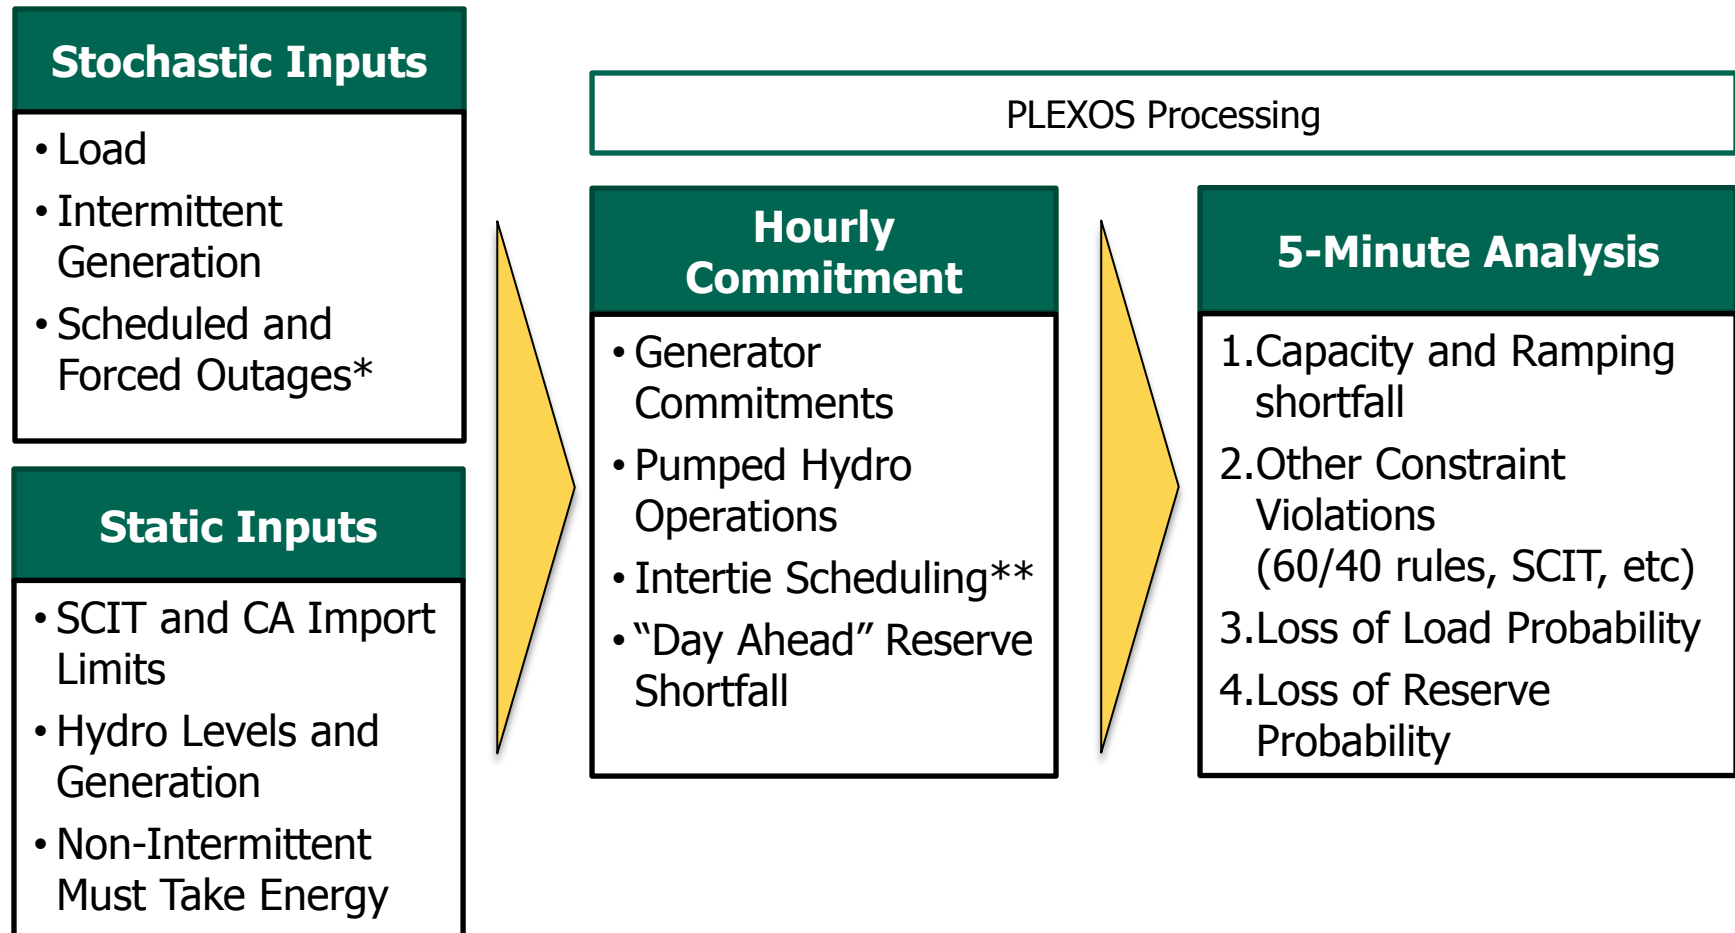 Stochastic Inputs
• Load
• Intermittent
Generation
• Scheduled and
Forced Outages*
Static Inputs
• SCIT and CA Import
Limits
• Hydro Levels and
Generation
• Non-Intermittent
Must Take Energy
PLEXOS Processing
Hourly
Commitment
• Generator
Commitments
• Pumped Hydro
Operations
• Intertie Scheduling**
• “Day Ahead” Reserve
Shortfall
5-Minute Analysis
1.Capacity and Ramping
shortfall
2.Other Constraint
Violations
(60/40 rules, SCIT, etc)
3.Loss of Load Probability
4.Loss of Reserve
Probability